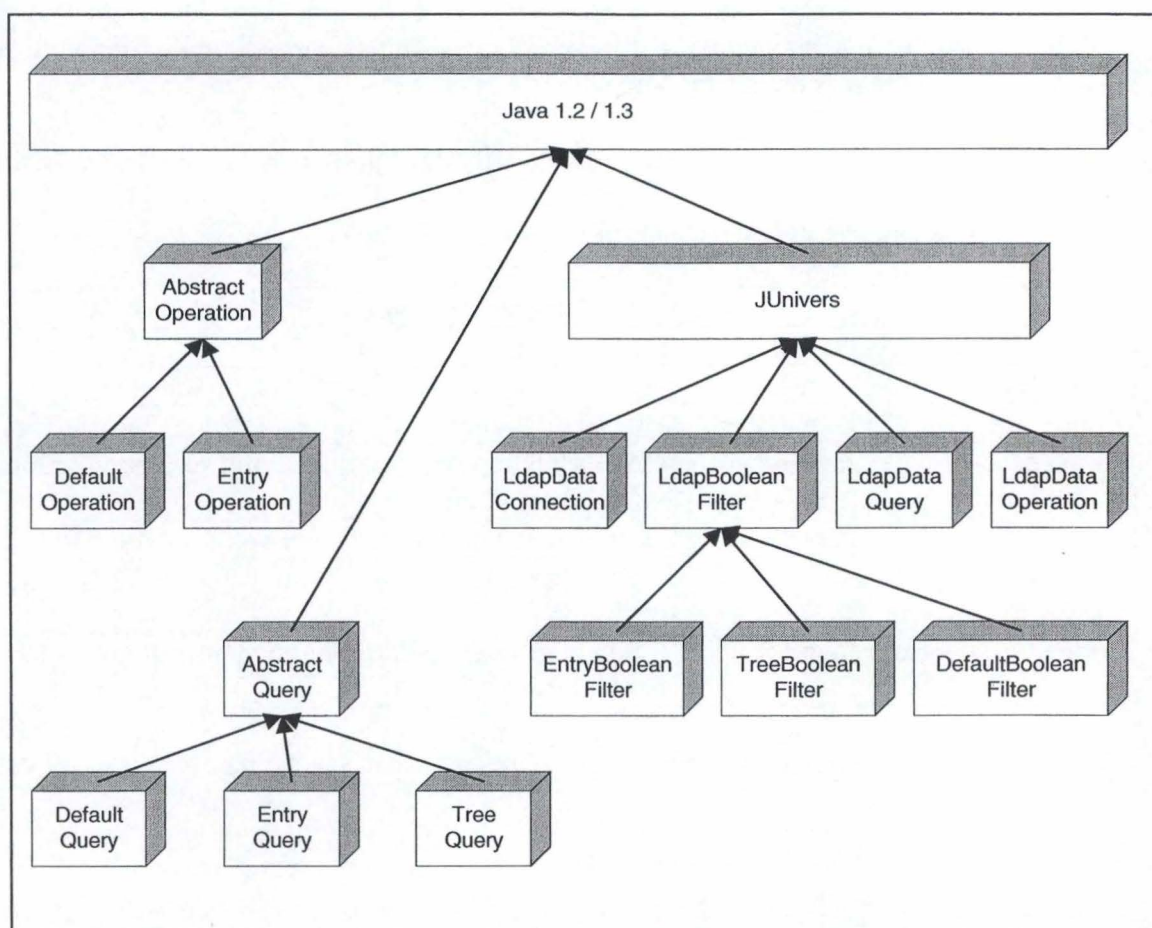 Java 1.2 / 1.3
Abstract
Operation
JUnivers
Default
Operation
Entry
Operation
LdapData
Connection
LdapBoolean
Filter
LdapData
Query
LdapData
Operation
Abstract
Query
EntryBoolean
Filter
TreeBoolean
Filter
DefaultBoolean
Filter
Default
Query
Entry
Query
Tree
Query